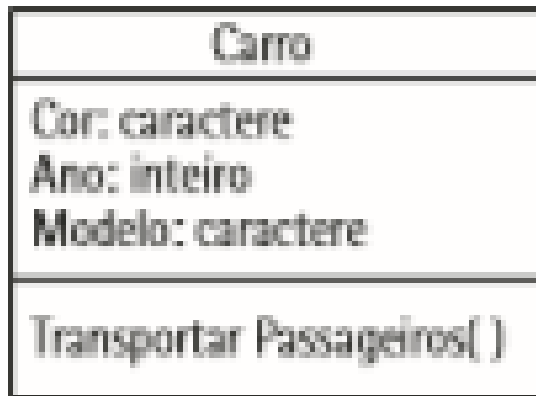 Carro
Cor: caractere
Ano: inteiro
Modelo: caractere
Transportar Passageiros( )